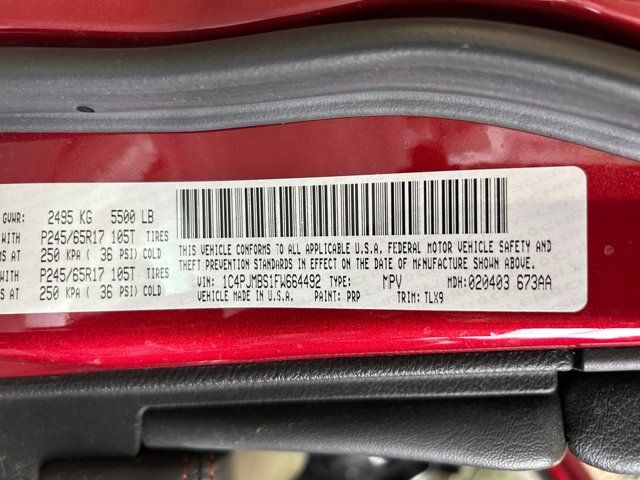 GVWR: 2495 KG 5500 LB
WITH P245/65R17 105T TIRES
MS AT 250 KPA ( 36 PSI) COLD
WITH P245/65R17 105T TIRES
MS AT 250 KPA ( 36 PSI) COLD
THIS VEHICLE CONFORMS TO ALL APPLICABLE U.S.A. FEDERAL MOTOR VEHICLE SAFETY AND
THEFT PREVENTION STANDARDS IN EFFECT ON THE DATE OF MANUFACTURE SHOWN ABOVE.
VIN: 1C4PJMBS1FW664492 TYPE: MPV MDH:020403 673AA
VEHICLE MADE IN U.S.A. PAINT: PRP TRIM: TLX9